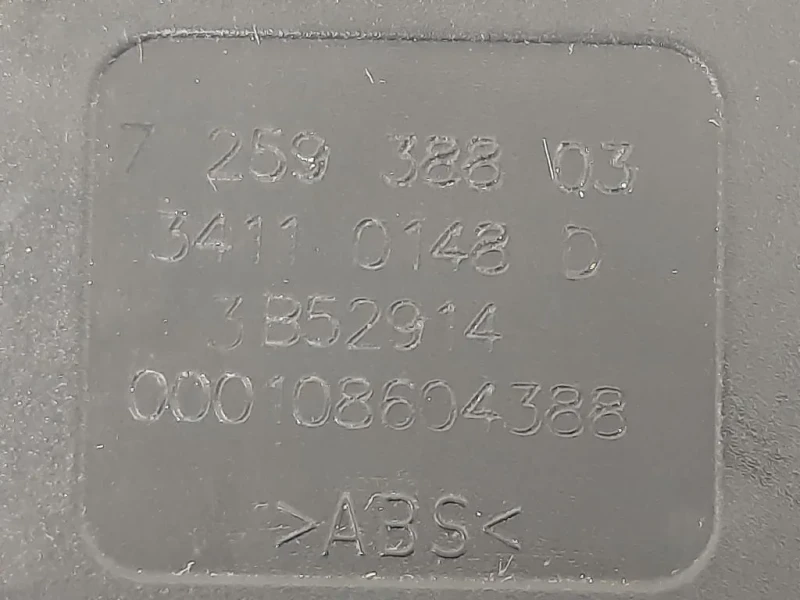 7 259 388 03
3411 0148 D
3B52914
000108604388
>ABS<